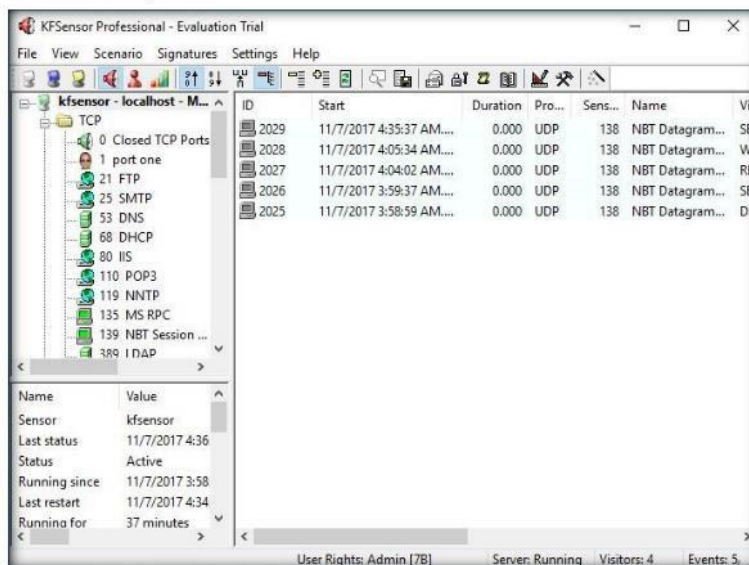 KFSensor Professional - Evaluation Trial
File View Scenario Signatures Settings Help
kfsensor - localhost - M...
TCP
0 Closed TCP Ports
1 port one
21 FTP
25 SMTP
53 DNS
68 DHCP
80 IIS
110 POP3
119 NNTP
135 MS RPC
139 NBT Session ...
389 LDAP
ID Start Duration Pro... Sens... Name Vi
2029 11/7/2017 4:35:37 AM.... 0.000 UDP 138 NBT Datagram... SE
2028 11/7/2017 4:05:34 AM.... 0.000 UDP 138 NBT Datagram... W
2027 11/7/2017 4:04:02 AM.... 0.000 UDP 138 NBT Datagram... RI
2026 11/7/2017 3:59:37 AM.... 0.000 UDP 138 NBT Datagram... SE
2025 11/7/2017 3:58:59 AM.... 0.000 UDP 138 NBT Datagram... D
Name Value
Sensor kfsensor
Last status 11/7/2017 4:36
Status Active
Running since 11/7/2017 3:58
Last restart 11/7/2017 4:34
Running for 37 minutes
User Rights: Admin [7B] Server: Running Visitors: 4 Events: 5,